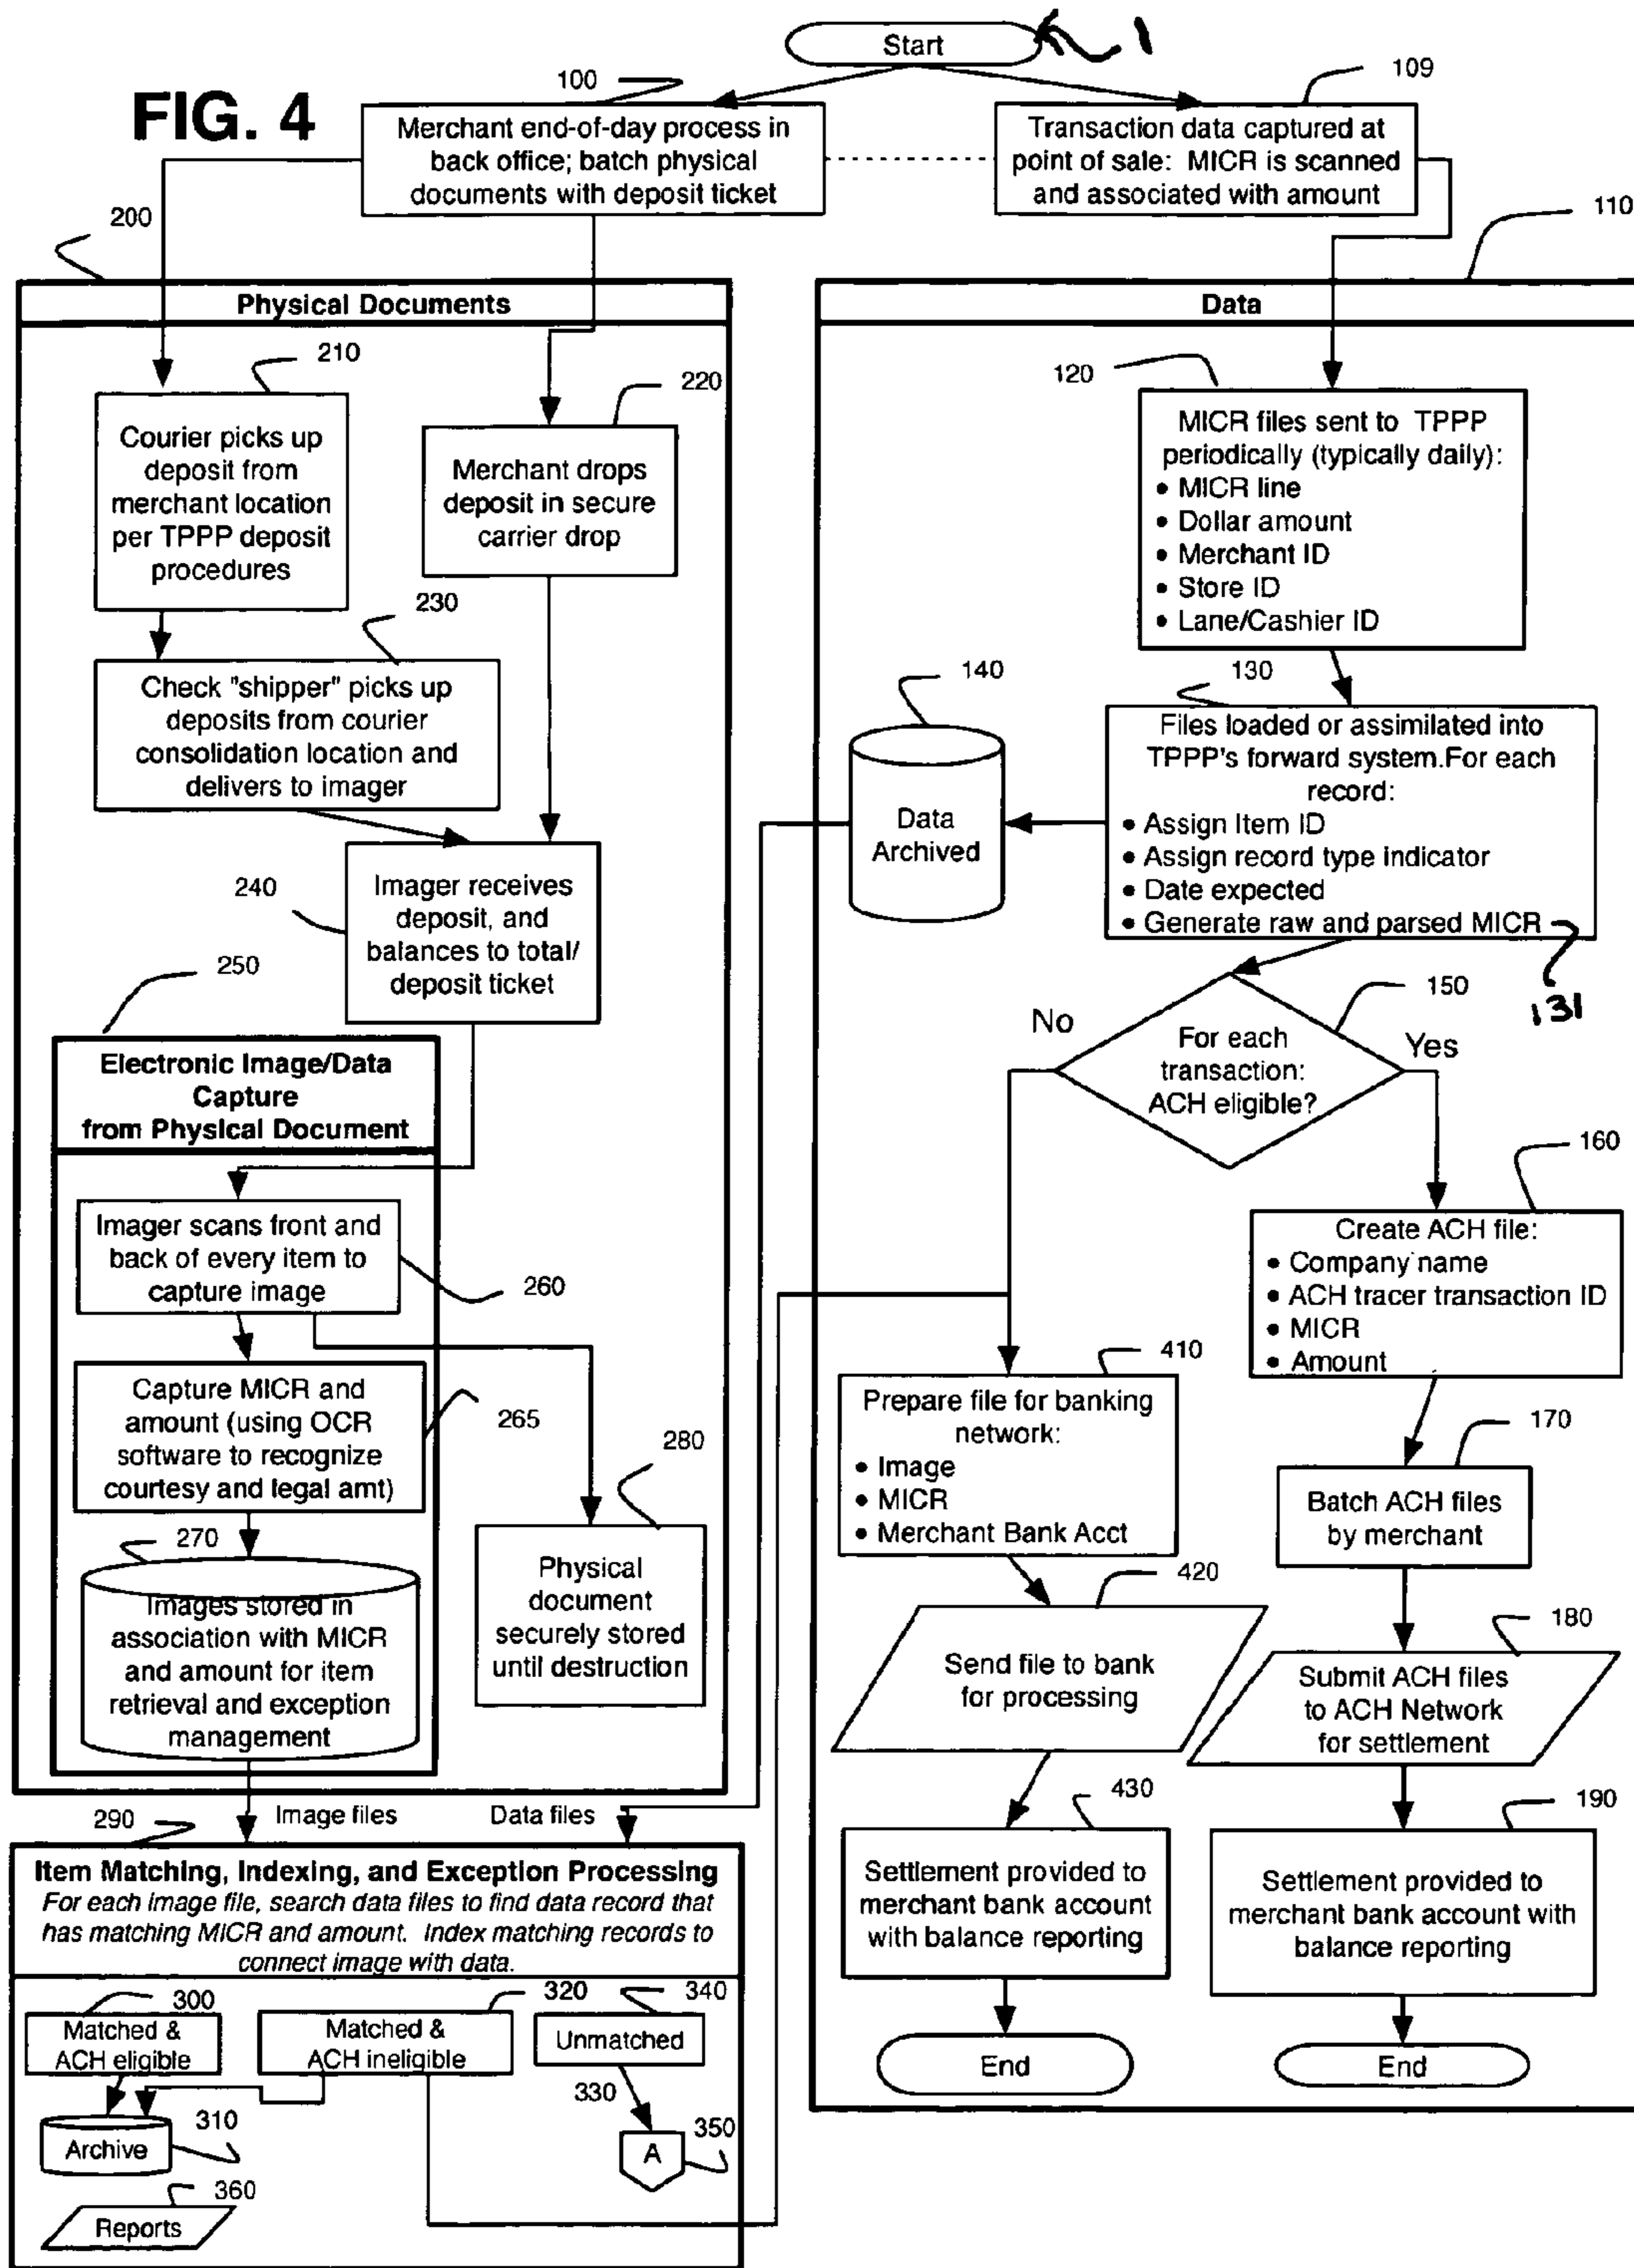 FIG. 4
Start
1
100
Merchant end-of-day process in
back office; batch physical
documents with deposit ticket
109
Transaction data captured at
point of sale: MICR is scanned
and associated with amount
200
Physical Documents
210
Courier picks up
deposit from
merchant location
per TPPP deposit
procedures
220
Merchant drops
deposit in secure
carrier drop
230
Check "shipper" picks up
deposits from courier
consolidation location and
delivers to imager
240
Imager receives
deposit, and
balances to total/
deposit ticket
250
Electronic Image/Data
Capture
from Physical Document
Imager scans front and
back of every item to
capture image
260
Capture MICR and
amount (using OCR
software to recognize
courtesy and legal amt)
265
270
Images stored in
association with MICR
and amount for item
retrieval and exception
management
280
Physical
document
securely stored
until destruction
Image files
Data files
290
Item Matching, Indexing, and Exception Processing
For each image file, search data files to find data record that
has matching MICR and amount. Index matching records to
connect image with data.
300
Matched &
ACH eligible
320
Matched &
ACH ineligible
340
Unmatched
330
310
Archive
350
A
360
Reports
110
Data
120
MICR files sent to TPPP
periodically (typically daily):
• MICR line
• Dollar amount
• Merchant ID
• Store ID
• Lane/Cashier ID
130
Files loaded or assimilated into
TPPP's forward system.For each
record:
• Assign Item ID
• Assign record type indicator
• Date expected
• Generate raw and parsed MICR
131
140
Data
Archived
150
For each
transaction:
ACH eligible?
No
Yes
160
Create ACH file:
• Company name
• ACH tracer transaction ID
• MICR
• Amount
170
Batch ACH files
by merchant
180
Submit ACH files
to ACH Network
for settlement
190
Settlement provided to
merchant bank account with
balance reporting
End
410
Prepare file for banking
network:
• Image
• MICR
• Merchant Bank Acct
420
Send file to bank
for processing
430
Settlement provided to
merchant bank account
with balance reporting
End